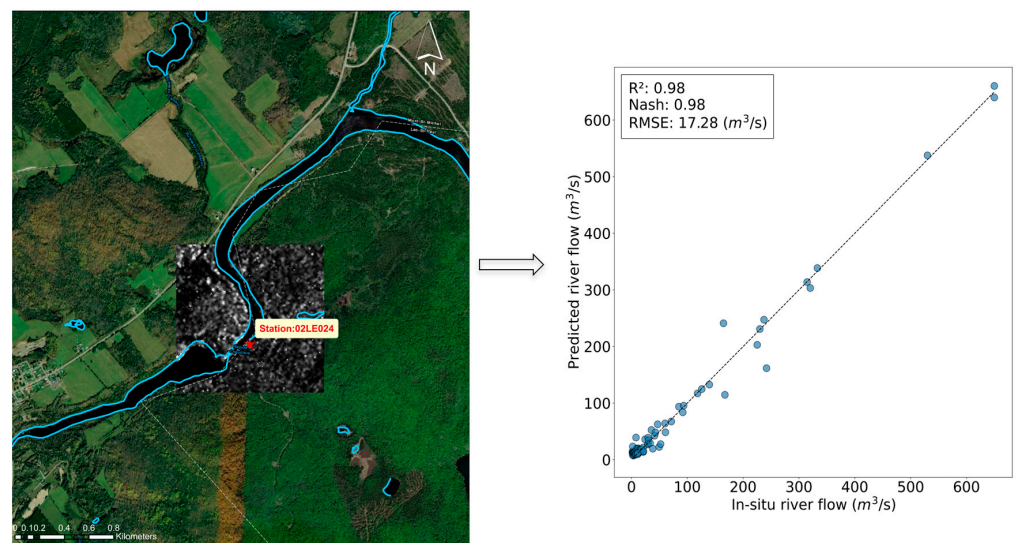 N
Station:02LE024
0 0.10.2 0.4 0.6 0.8
Kilometers
R²: 0.98
Nash: 0.98
RMSE: 17.28 (m³/s)
Predicted river flow (m³/s)
600
500
400
300
200
100
0
0 100 200 300 400 500 600
In-situ river flow (m³/s)